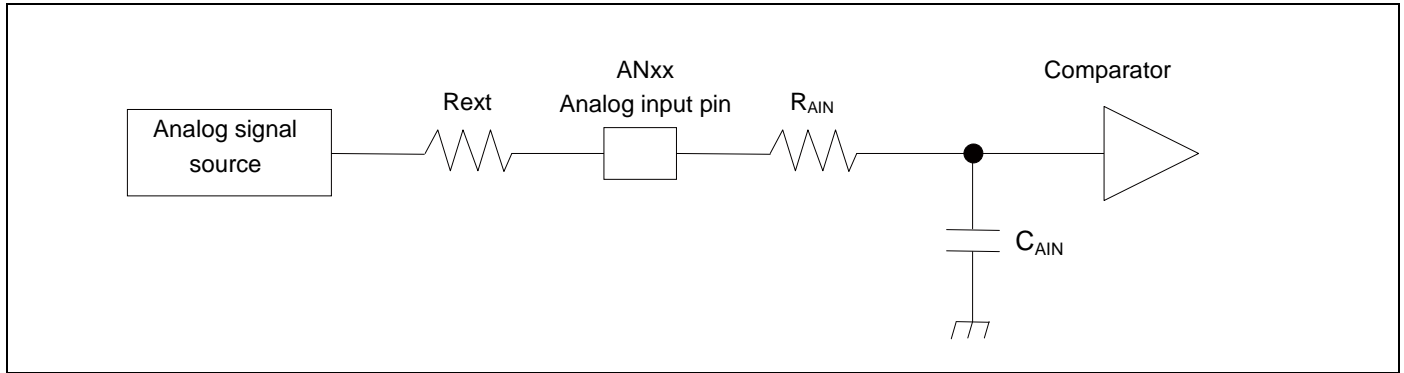 ANxx
Comparator
Rext
Analog input pin
RAIN
Analog signal
source
CAIN